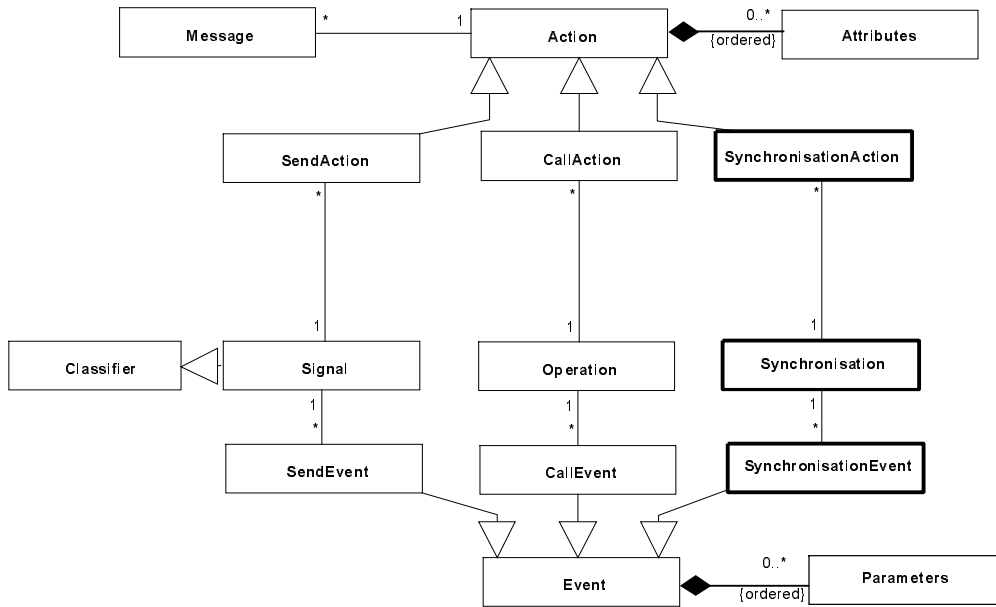 Message
*
1
Action
0..*
{ordered}
Attributes
SendAction
CallAction
SynchronisationAction
*
*
*
1
1
1
Classifier
Signal
Operation
Synchronisation
1
1
1
*
*
*
SendEvent
CallEvent
SynchronisationEvent
Event
0..*
{ordered}
Parameters